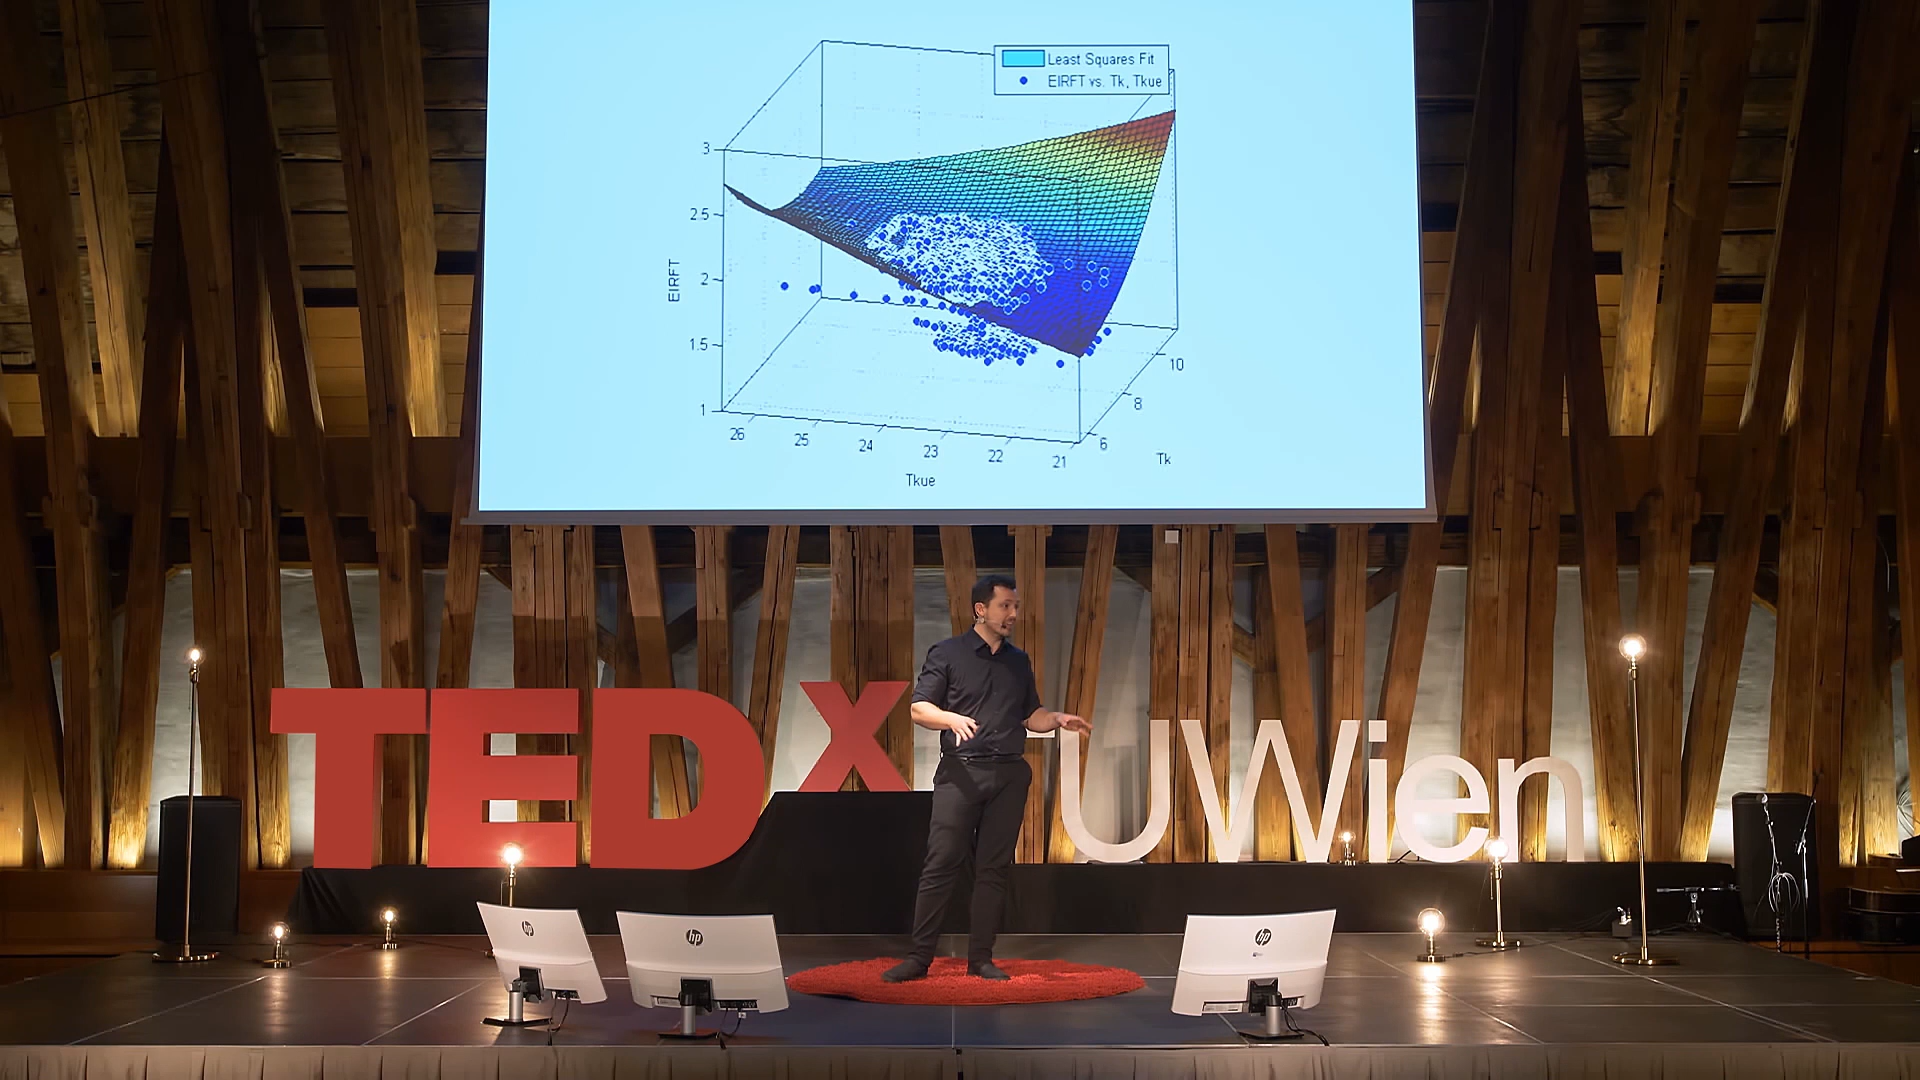 Least Squares Fit
EIRFT vs. Tk, Tkue
3
2.5
2
1.5
1
EIRFT
26
25
24
23
22
21
Tkue
6
8
10
Tk
TEDx UWien
hp
hp
hp